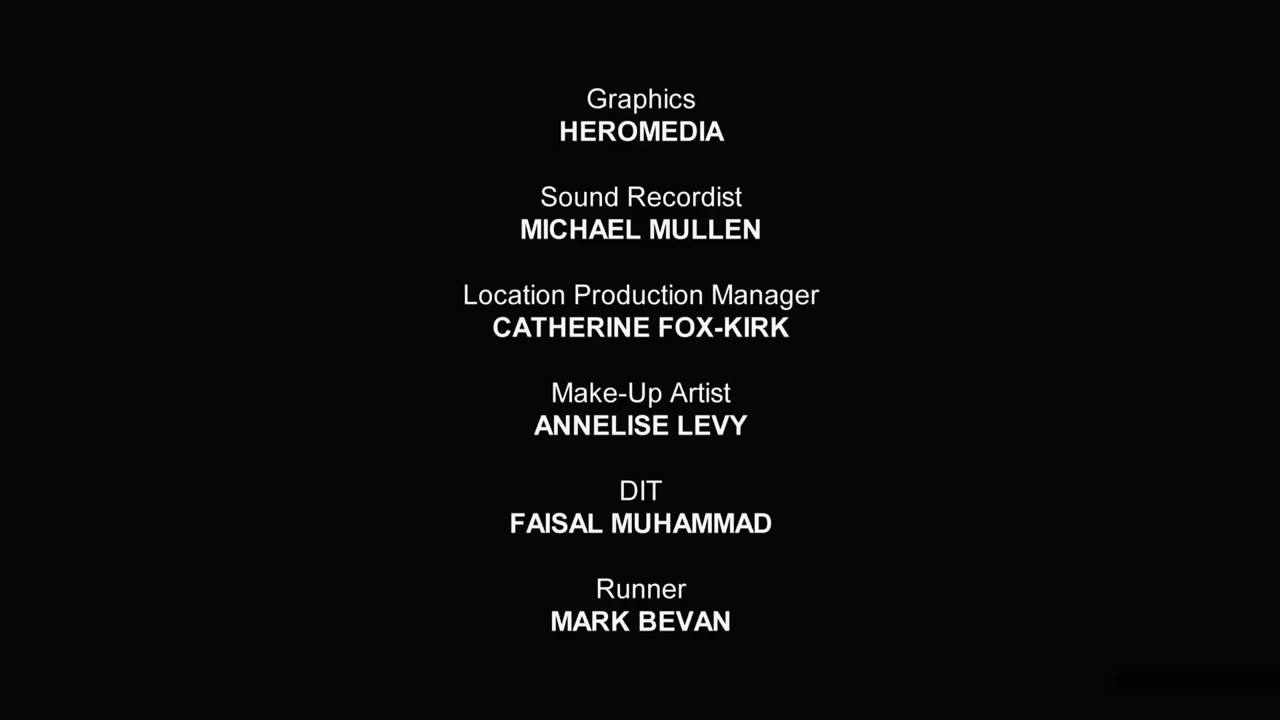 Graphics
HEROMEDIA
Sound Recordist
MICHAEL MULLEN
Location Production Manager
CATHERINE FOX-KIRK
Make-Up Artist
ANNELISE LEVY
DIT
FAISAL MUHAMMAD
Runner
MARK BEVAN